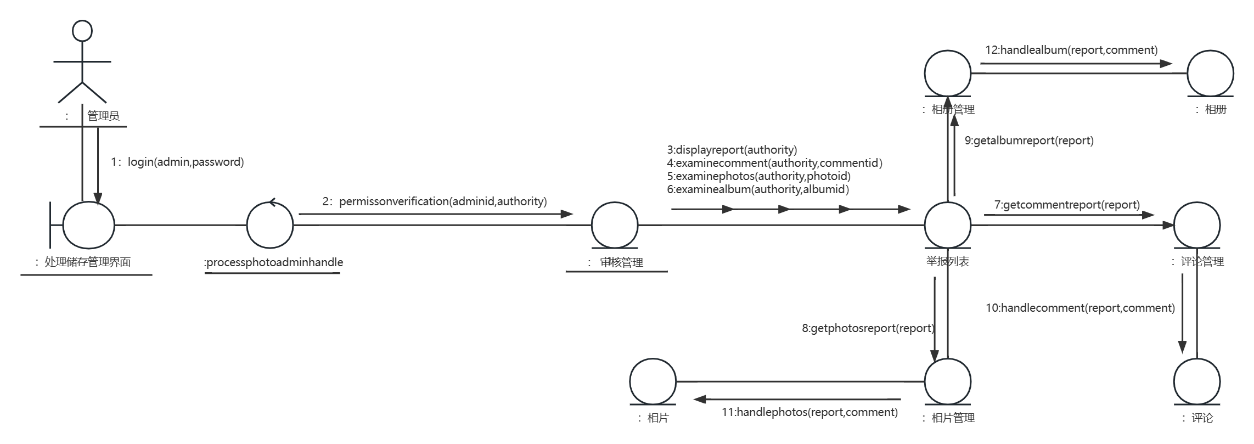 12:handlealbum(report,comment)
： 管理员
： 相册管理
： 相册
1： login(admin,password)
9:getalbumreport(report)
3:displayreport(authority)
4:examinecomment(authority,commentid)
5:examinephotos(authority,photoid)
6:examinealbum(authority,albumid)
2： permissonverification(adminid,authority)
7:getcommentreport(report)
： 处理储存管理界面
:processphotoadminhandle
： 审核管理
举报列表
： 评论管理
10:handlecomment(report,comment)
8:getphotosreport(report)
11:handlephotos(report,comment)
： 相片
： 相片管理
： 评论